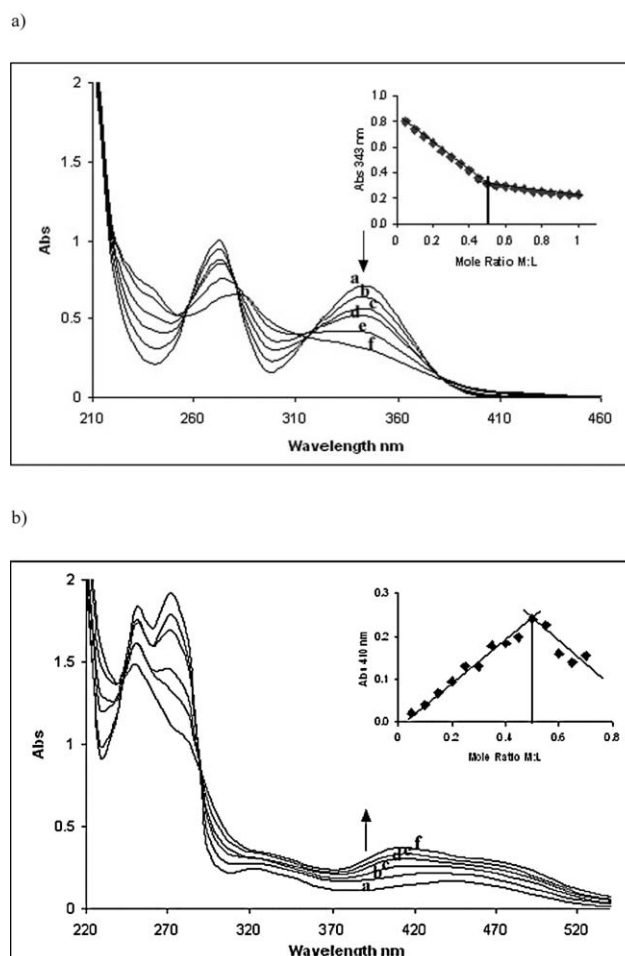 a)
2
1.5
1
0.5
0
Abs
210 260 310 360 410 460
Wavelength nm
a
b
c
d
e
f
1.0
0.8
0.6
0.4
0.2
0.0
Abs 343 nm
0 0.2 0.4 0.6 0.8 1
Mole Ratio M:L
b)
2
1.5
1
0.5
0
Abs
220 270 320 370 420 470 520
Wavelength nm
f
e
d
c
b
a
0.3
0.2
0.1
0.0
Abs 410 nm
0 0.2 0.4 0.6 0.8
Mole Ratio M:L